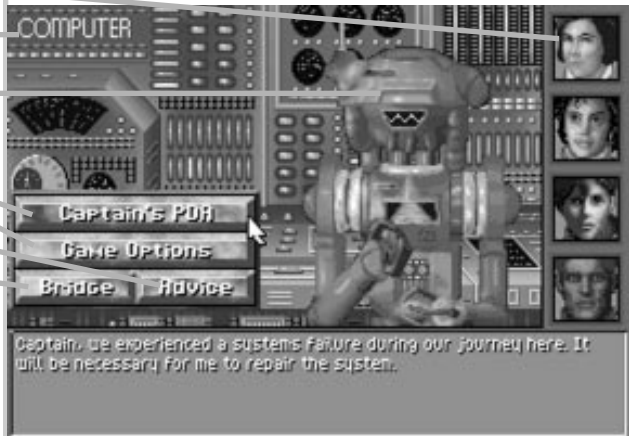 COMPUTER
Captain's PDA
Game Options
Bridge
Advice
Captain, we experienced a systems failure during our journey here. It
will be necessary for me to repair the system.